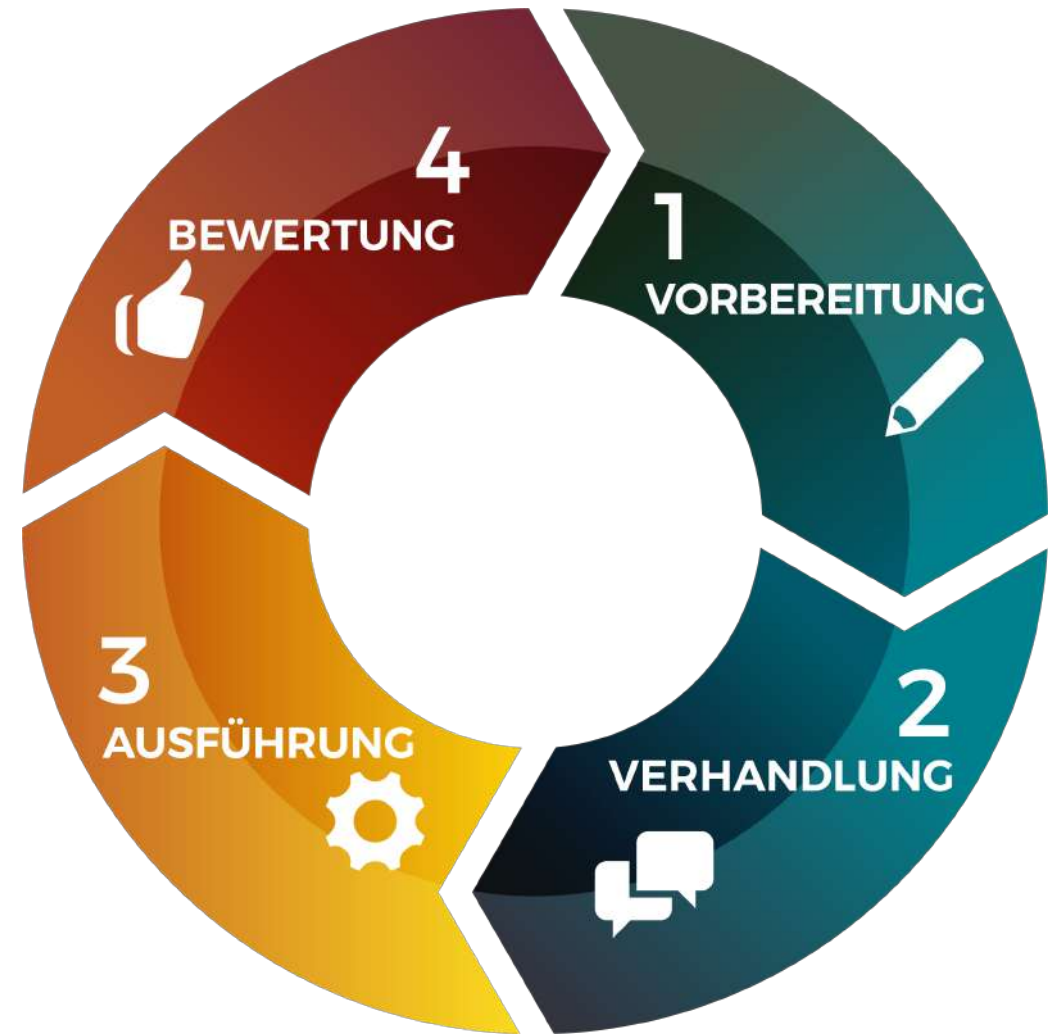 1
VORBEREITUNG
2
VERHANDLUNG
3
AUSFÜHRUNG
4
BEWERTUNG